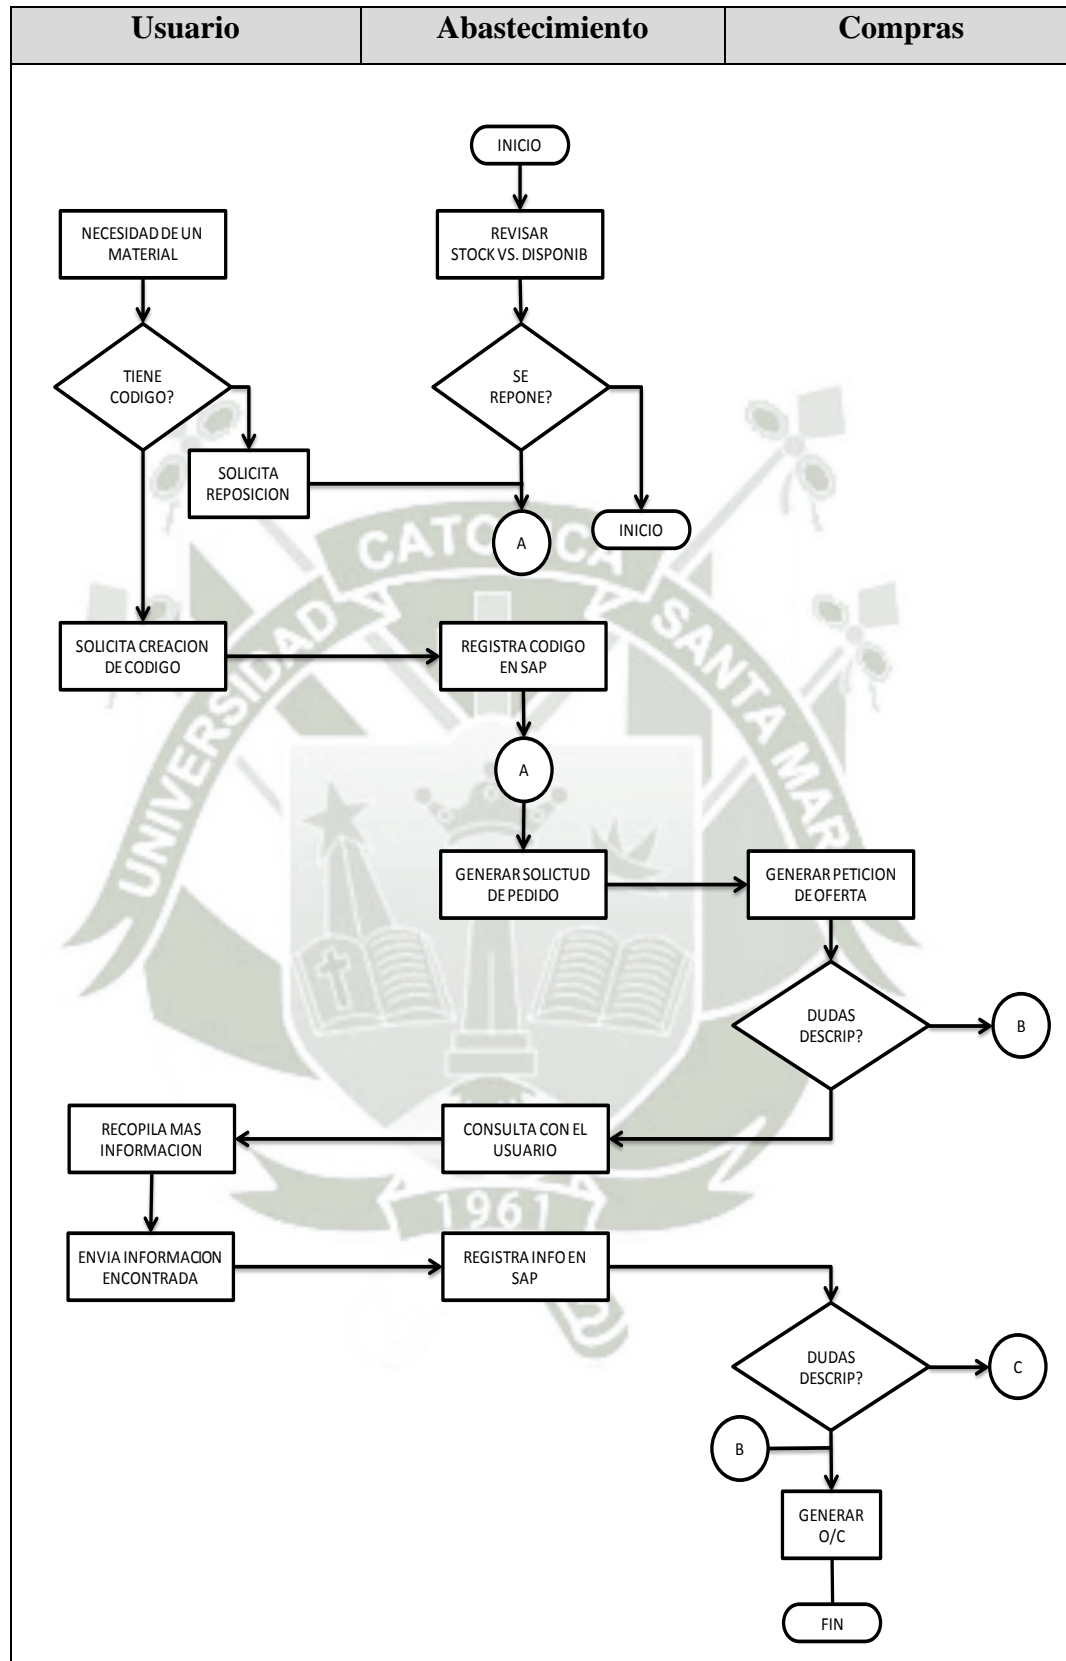 Usuario
Abastecimiento
Compras
INICIO
NECESIDAD DE UN
MATERIAL
REVISAR
STOCK VS. DISPONIB
TIENE
CODIGO?
SE
REPONE?
SOLICITA
REPOSICION
A
INICIO
CATOLICA
UNIVERSIDAD
SANTA MAR
SOLICITA CREACION
DE CODIGO
REGISTRA CODIGO
EN SAP
A
GENERAR SOLICTUD
DE PEDIDO
GENERAR PETICION
DE OFERTA
DUDAS
DESCRIP?
B
RECOPILA MAS
INFORMACION
CONSULTA CON EL
USUARIO
1961
ENVIA INFORMACION
ENCONTRADA
REGISTRA INFO EN
SAP
DUDAS
DESCRIP?
C
B
GENERAR
O/C
FIN